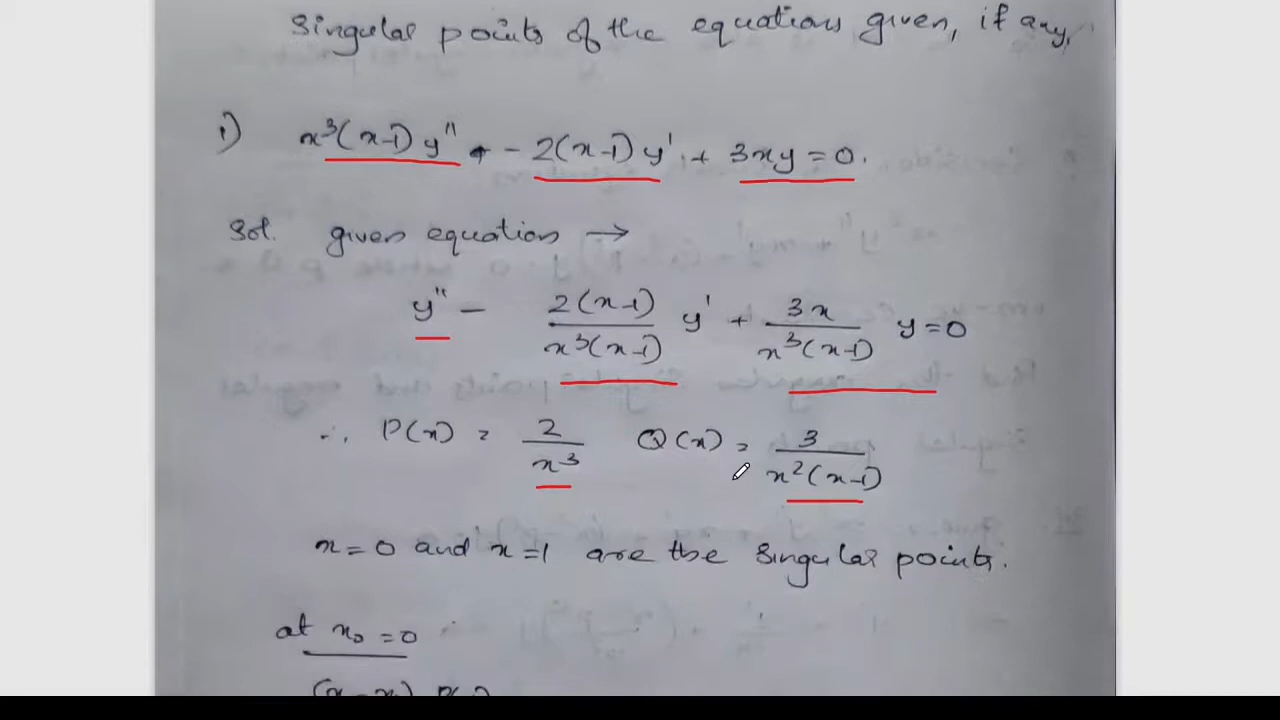 Singular points of the equations given, if any,
1) x³(x-1) y" - 2(x-1) y' + 3xy = 0.
Sol. given equation →
y" - 2(x-1)/x³(x-1) y' + 3x/x³(x-1) y = 0
∴ P(x) = 2/x³ Q(x) = 3/x²(x-1)
x = 0 and x = 1 are the singular points.
at x₀ = 0